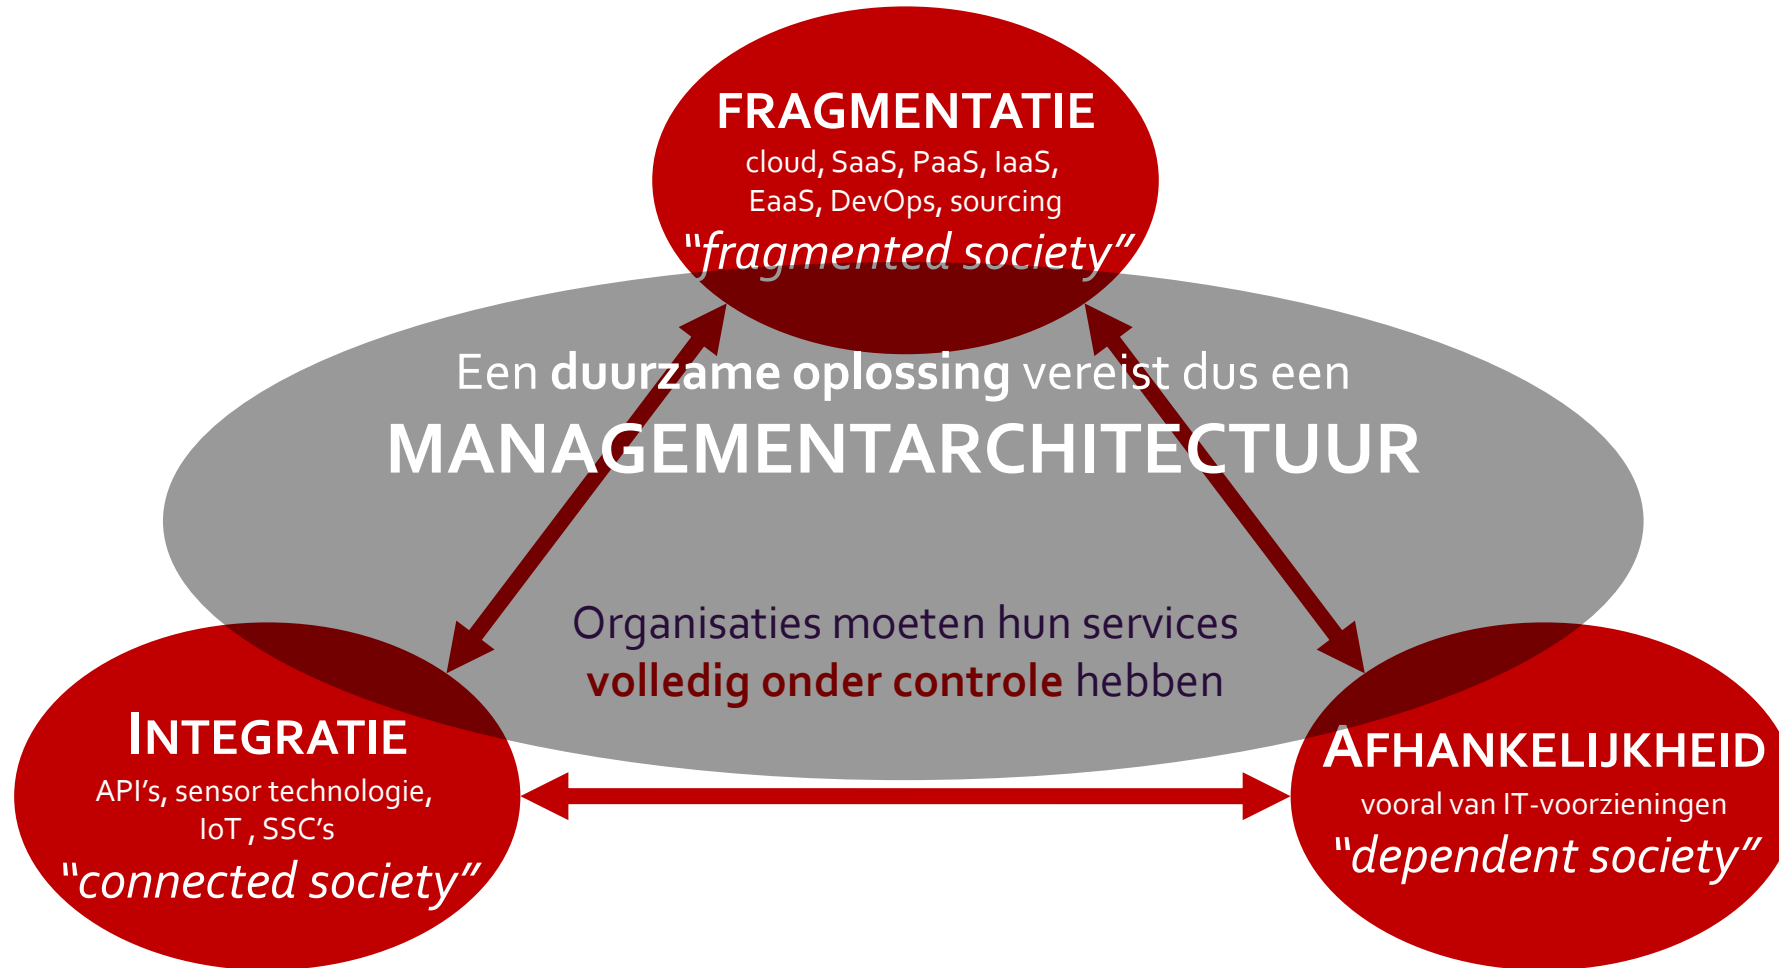 FRAGMENTATIE
cloud, SaaS, PaaS, IaaS,
EaaS, DevOps, sourcing
“fragmented society”
Een duurzame oplossing vereist dus een
MANAGEMENTARCHITECTUUR
Organisaties moeten hun services
volledig onder controle hebben
INTEGRATIE
API’s, sensor technologie,
IoT , SSC’s
“connected society”
AFHANKELIJKHEID
vooral van IT-voorzieningen
“dependent society”